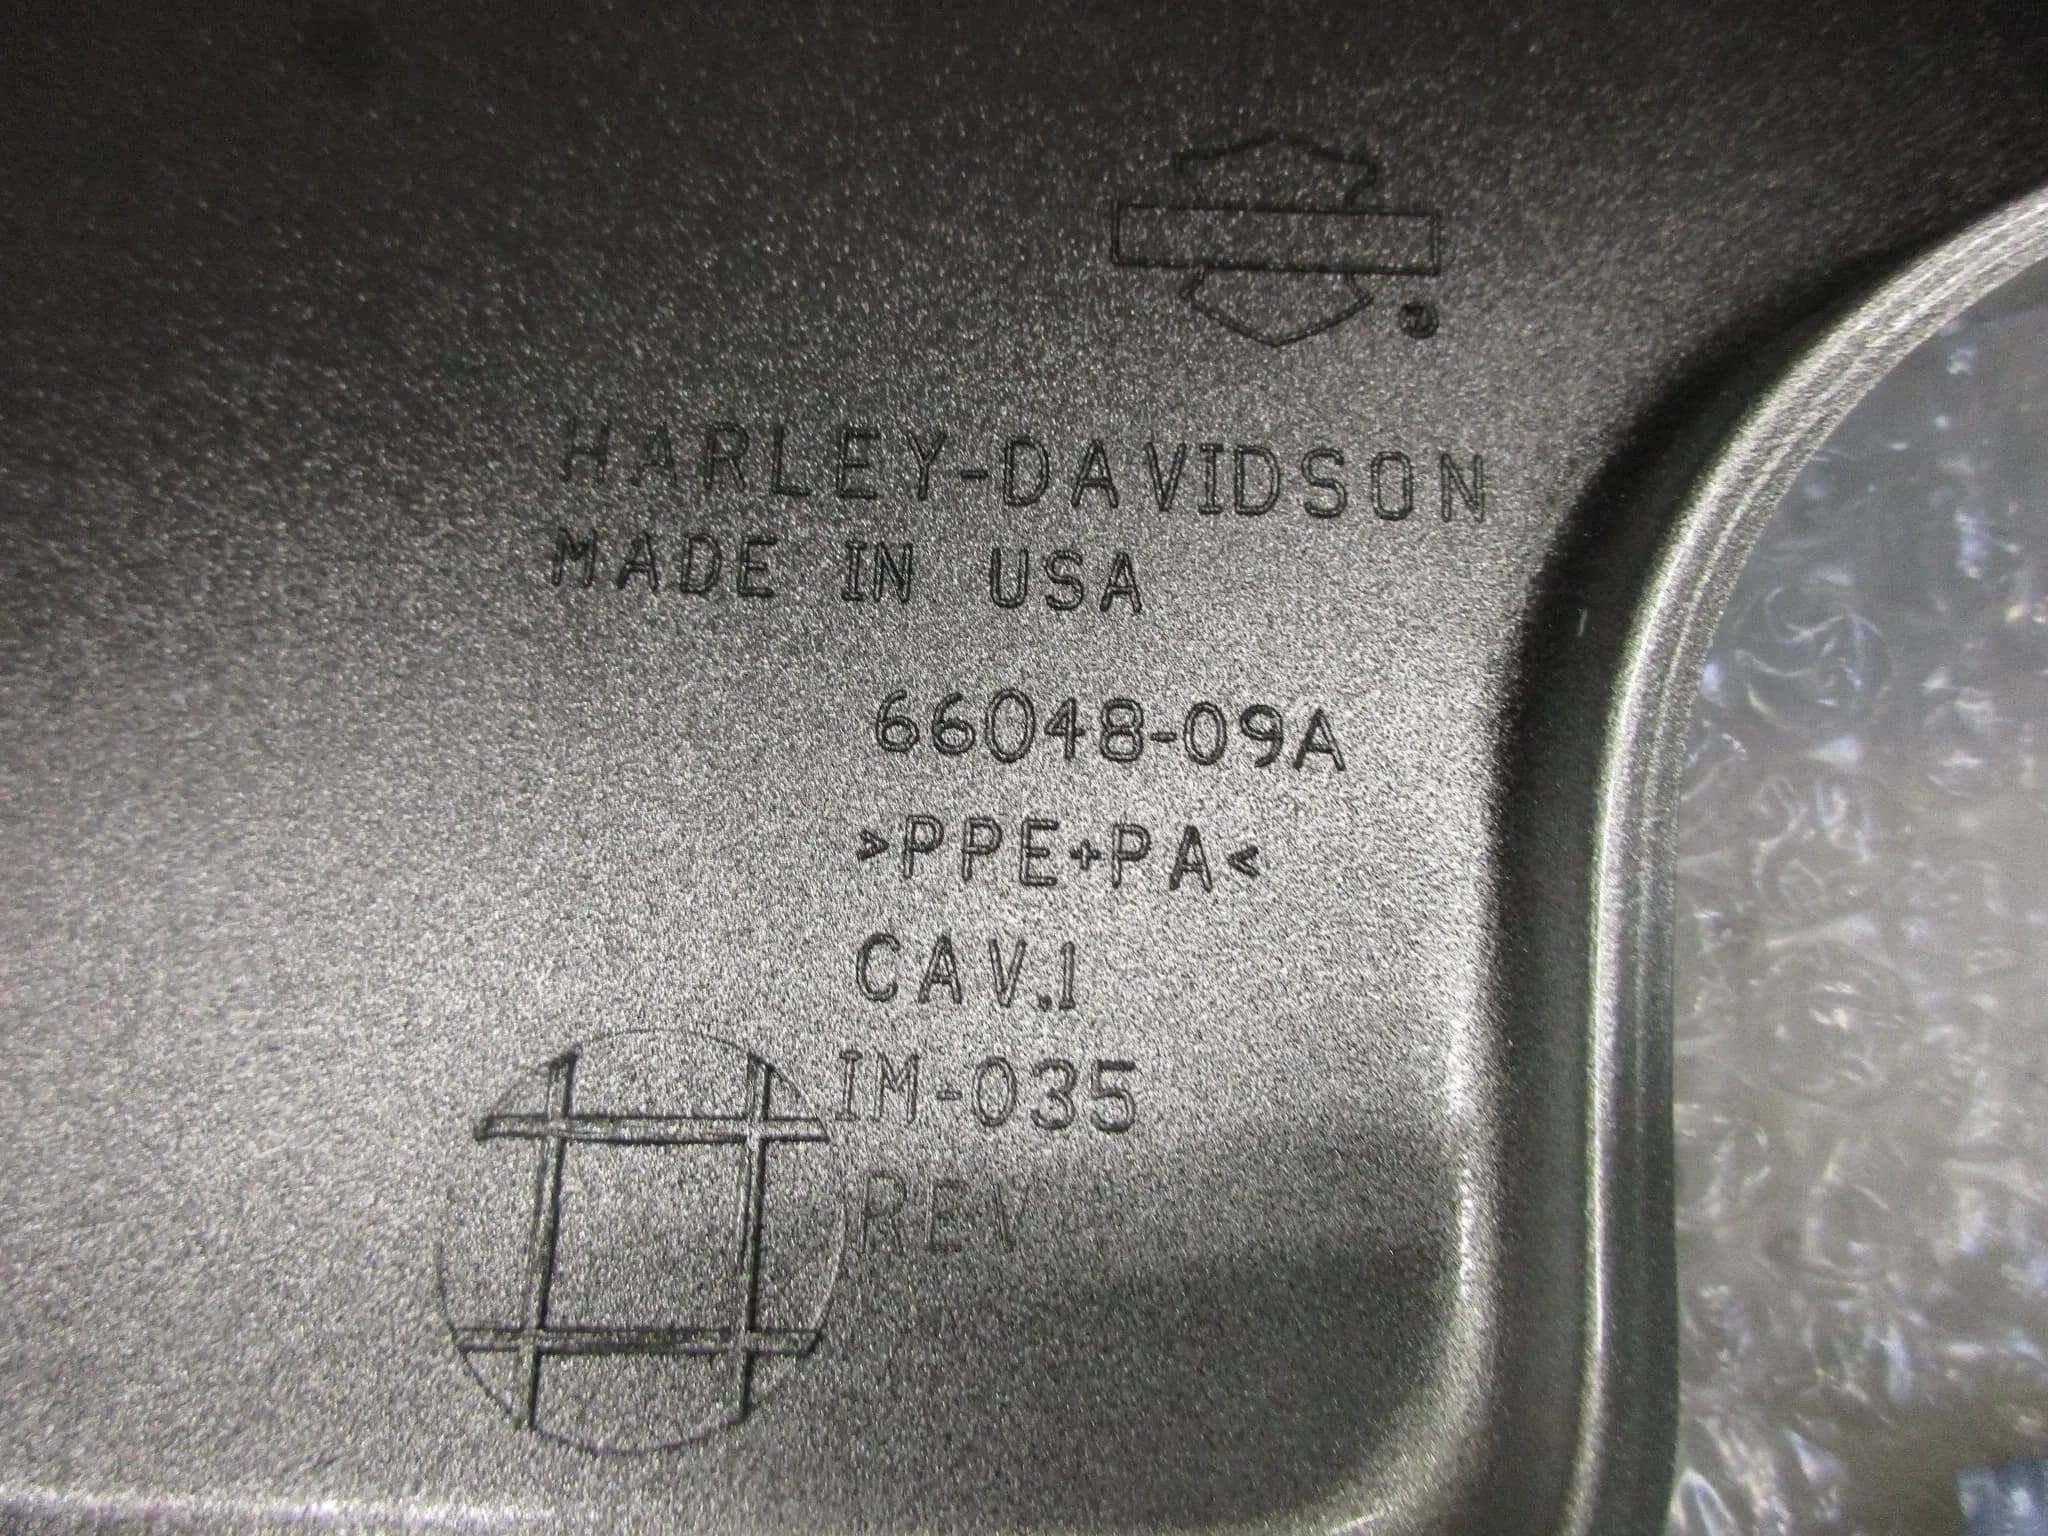 ®
HARLEY-DAVIDSON
MADE IN USA
66048-09A
>PPE+PA<
CAV.1
IM-035
REV